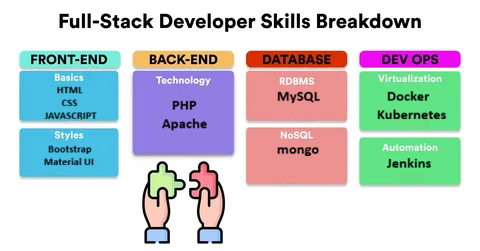 Full-Stack Developer Skills Breakdown
FRONT-END
Basics
HTML
CSS
JAVASCRIPT
Styles
Bootstrap
Material UI
BACK-END
Technology
PHP
Apache
DATABASE
RDBMS
MySQL
NoSQL
mongo
DEV OPS
Virtualization
Docker
Kubernetes
Automation
Jenkins